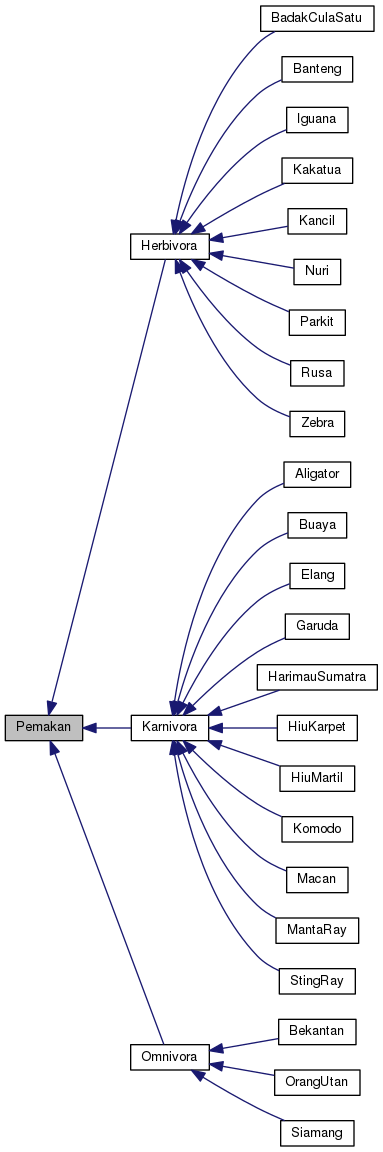 BadakCulaSatu
Banteng
Iguana
Kakatua
Kancil
Herbivora
Nuri
Parkit
Rusa
Zebra
Aligator
Buaya
Elang
Garuda
HarimauSumatra
Pemakan
Karnivora
HiuKarpet
HiuMartil
Komodo
Macan
MantaRay
StingRay
Bekantan
Omnivora
OrangUtan
Siamang